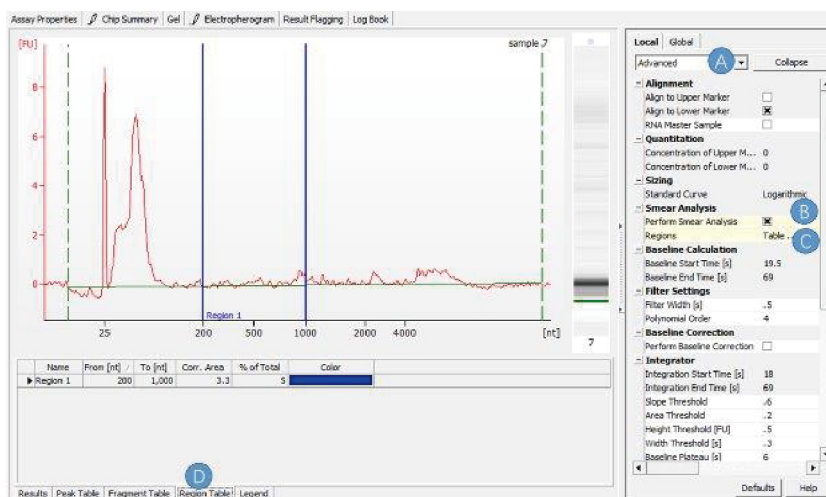 Assay Properties Chip Summary Gel Electropherogram Result Flagging Log Book
[FU] sample 7
8
6
4
2
0
Region 1
25 200 500 1000 2000 4000 [nt]
7
Name From [nt] / To [nt] Corr. Area % of Total Color
Region 1 200 1,000 3.3 5
D
Results Peak Table Fragment Table Region Table Legend
Local Global
Advanced A Collapse
Alignment
Align to Upper Marker
Align to Lower Marker
RNA Master Sample
Quantitation
Concentration of Upper M... 0
Concentration of Lower M... 0
Sizing
Standard Curve Logarithmic
Smear Analysis B
Perform Smear Analysis
Regions Table ... C
Baseline Calculation
Baseline Start Time [s] 19.5
Baseline End Time [s] 69
Filter Settings
Filter Width [s] .5
Polynomial Order 4
Baseline Correction
Perform Baseline Correction
Integrator
Integration Start Time [s] 18
Integration End Time [s] 69
Slope Threshold .6
Area Threshold .2
Height Threshold [FU] .5
Width Threshold [s] .3
Baseline Plateau [s] 6
Defaults Help